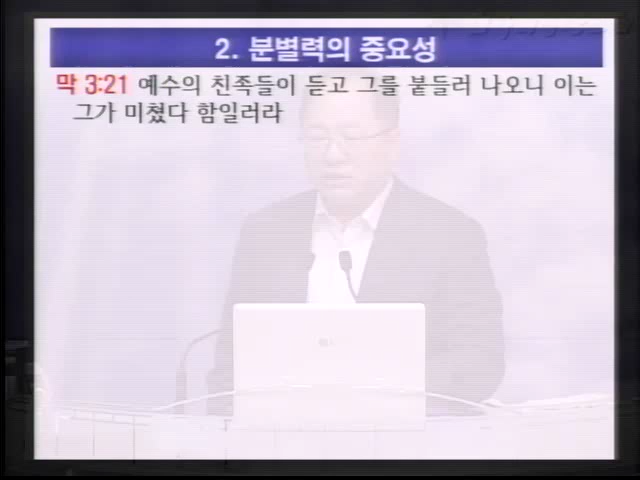 2. 분별력의 중요성
막 3:21 예수의 친족들이 듣고 그를 붙들러 나오니 이는
그가 미쳤다 함일러라